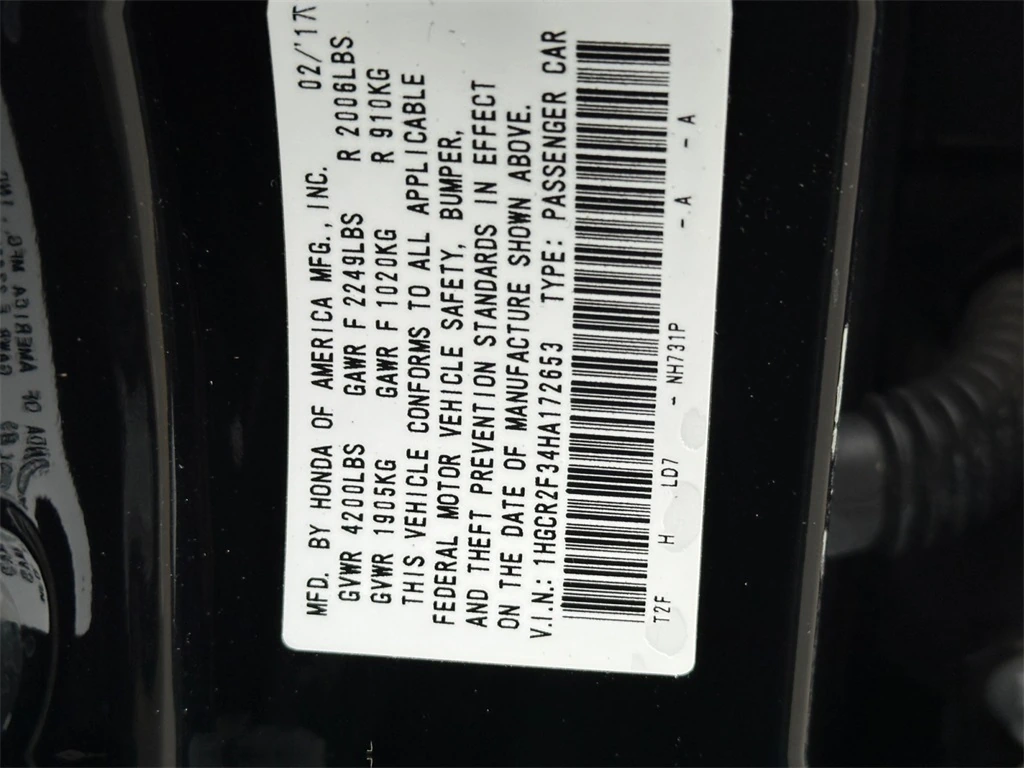 MFD. BY HONDA OF AMERICA MFG., INC. 02/'17
GVWR 4200LBS GAWR F 2249LBS R 2006LBS
GVWR 1905KG GAWR F 1020KG R 910KG
THIS VEHICLE CONFORMS TO ALL APPLICABLE
FEDERAL MOTOR VEHICLE SAFETY, BUMPER,
AND THEFT PREVENTION STANDARDS IN EFFECT
ON THE DATE OF MANUFACTURE SHOWN ABOVE.
V.I.N.: 1HGCR2F34HA172653 TYPE: PASSENGER CAR
T2F H LD7 - NH731P - A - A